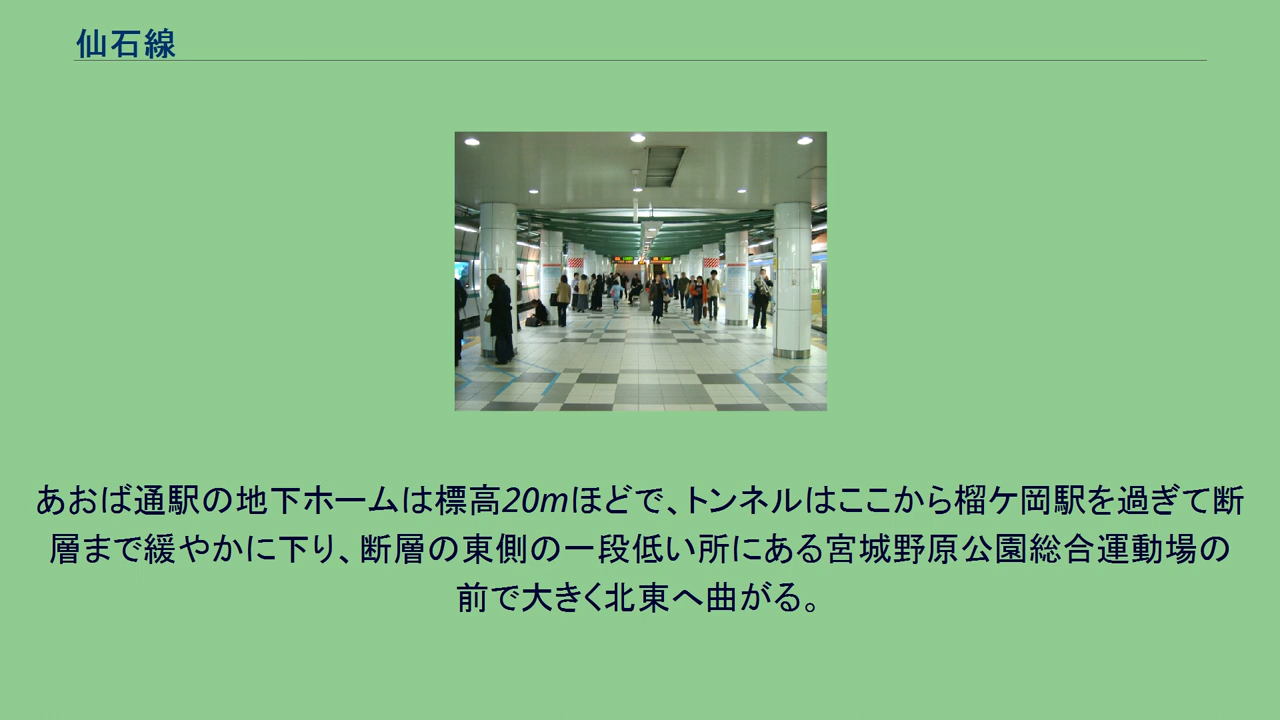 仙石線
あおば通駅の地下ホームは標高20mほどで、トンネルはここから榴ケ岡駅を過ぎて断
層まで緩やかに下り、断層の東側の一段低い所にある宮城野原公園総合運動場の
前で大きく北東へ曲がる。